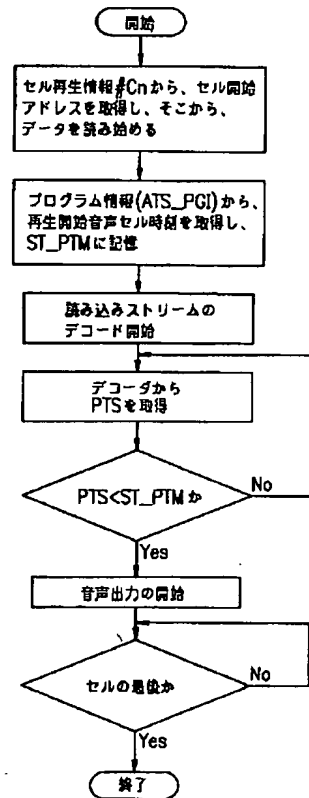 開始
セル再生情報#Cnから、セル開始
アドレスを取得し、そこから、
データを読み始める
プログラム情報(ATS_PGI)から、
再生開始音声セル時刻を取得し、
ST_PTMに記憶
読み込みストリームの
デコード開始
デコーダから
PTSを取得
PTS<ST_PTMか
No
Yes
音声出力の開始
セルの最後か
No
Yes
終了